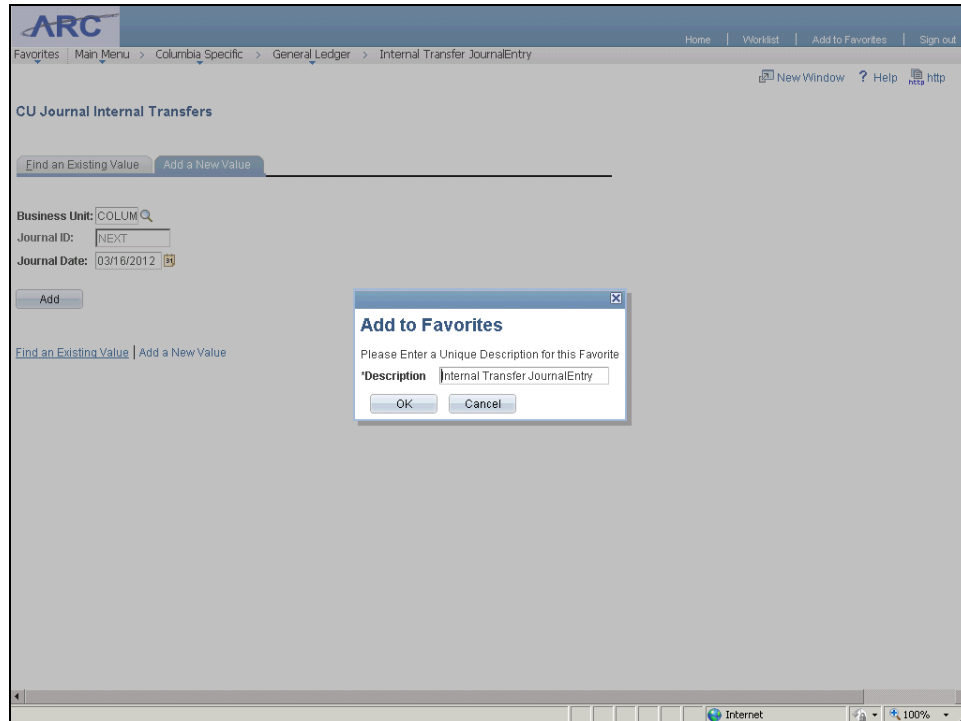 ARC
Home | Worklist | Add to Favorites | Sign out
Favorites | Main Menu > Columbia Specific > General Ledger > Internal Transfer JournalEntry
New Window ? Help http
CU Journal Internal Transfers
Find an Existing Value Add a New Value
Business Unit: COLUM
Journal ID: NEXT
Journal Date: 03/16/2012 31
Add
Find an Existing Value | Add a New Value
Add to Favorites
Please Enter a Unique Description for this Favorite
*Description Internal Transfer JournalEntry
OK Cancel
Internet 100%